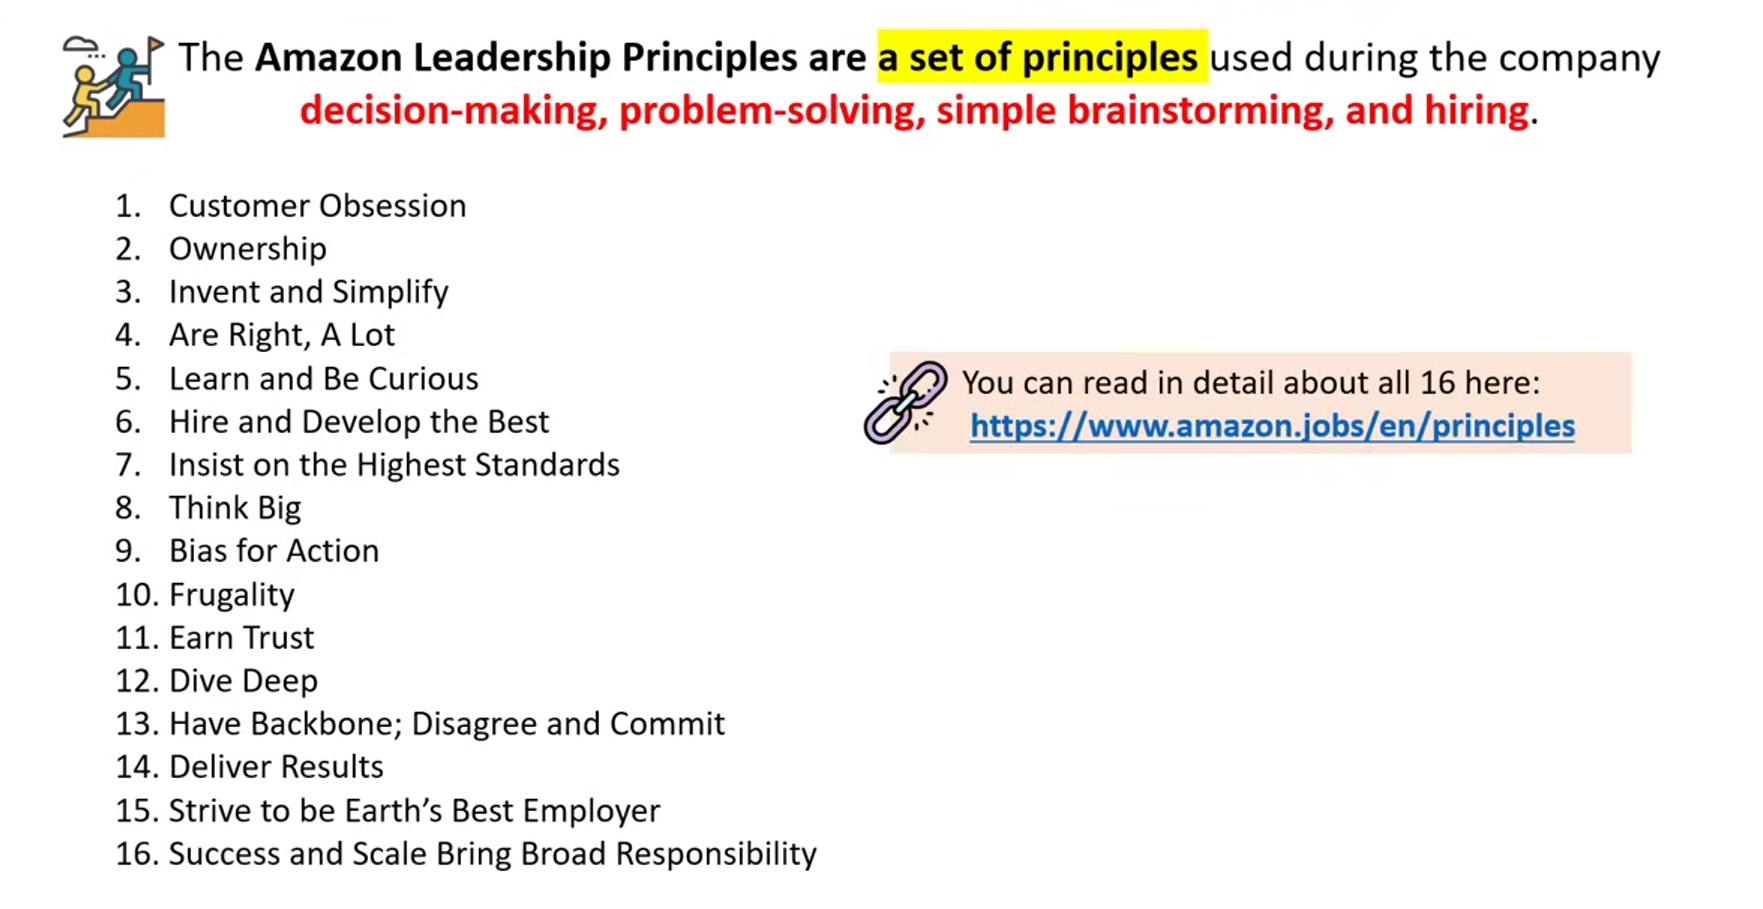 The Amazon Leadership Principles are a set of principles used during the company
decision-making, problem-solving, simple brainstorming, and hiring.
1. Customer Obsession
2. Ownership
3. Invent and Simplify
4. Are Right, A Lot
5. Learn and Be Curious
6. Hire and Develop the Best
7. Insist on the Highest Standards
8. Think Big
9. Bias for Action
10. Frugality
11. Earn Trust
12. Dive Deep
13. Have Backbone; Disagree and Commit
14. Deliver Results
15. Strive to be Earth’s Best Employer
16. Success and Scale Bring Broad Responsibility
You can read in detail about all 16 here:
https://www.amazon.jobs/en/principles